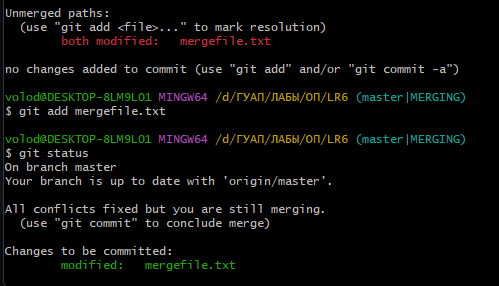 Unmerged paths:
  (use "git add <file>..." to mark resolution)
        both modified:   mergefile.txt

no changes added to commit (use "git add" and/or "git commit -a")

volod@DESKTOP-8LM9LO1 MINGW64 /d/ГУАП/ЛАБЫ/ОП/LR6 (master|MERGING)
$ git add mergefile.txt

volod@DESKTOP-8LM9LO1 MINGW64 /d/ГУАП/ЛАБЫ/ОП/LR6 (master|MERGING)
$ git status
On branch master
Your branch is up to date with 'origin/master'.

All conflicts fixed but you are still merging.
  (use "git commit" to conclude merge)

Changes to be committed:
        modified:   mergefile.txt